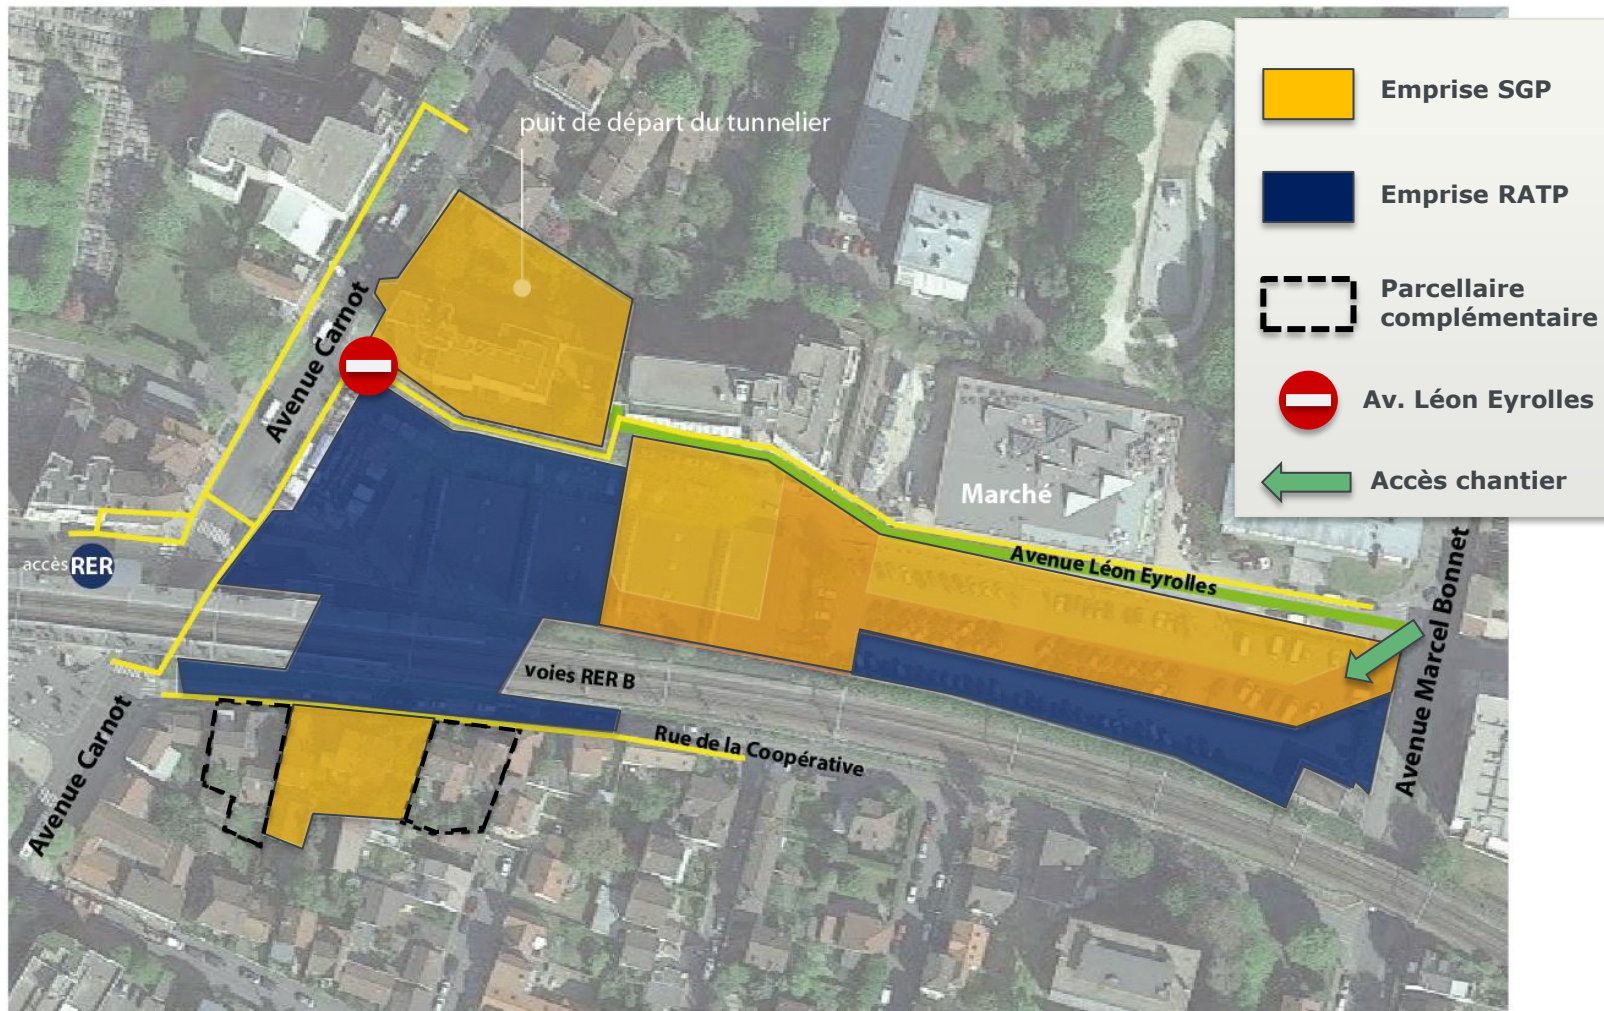 puit de départ du tunnelier
Emprise SGP
Emprise RATP
Parcellaire
complémentaire
Av. Léon Eyrolles
Accès chantier
Avenue Carnot
Marché
Avenue Léon Eyrolles
Avenue Marcel Bonnet
accès RER
voies RER B
Rue de la Coopérative
Avenue Carnot